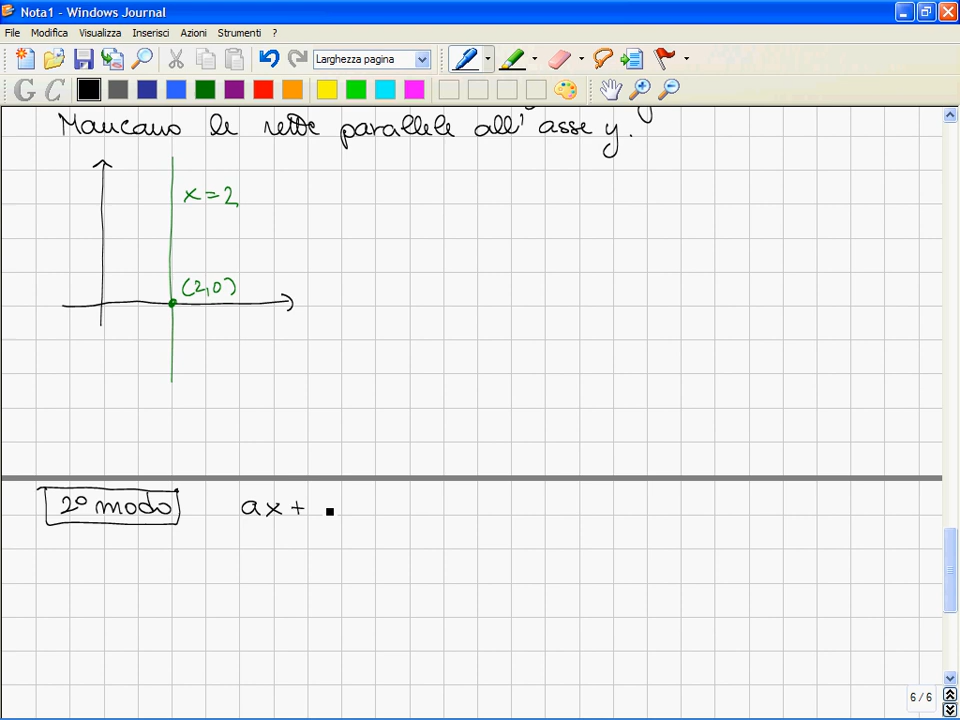 Nota1 - Windows Journal
File Modifica Visualizza Inserisci Azioni Strumenti ?
Larghezza pagina
G C
Mancano le rette parallele all'asse y.
x=2
(2,0)
2º modo ax+
6/6